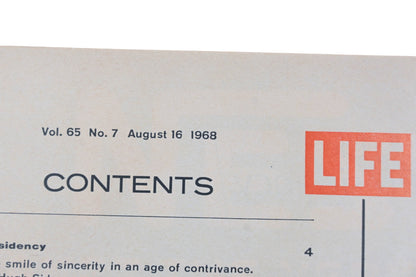 Vol. 65 No. 7 August 16 1968
LIFE
CONTENTS
sidency
4
smile of sincerity in an age of contrivance.